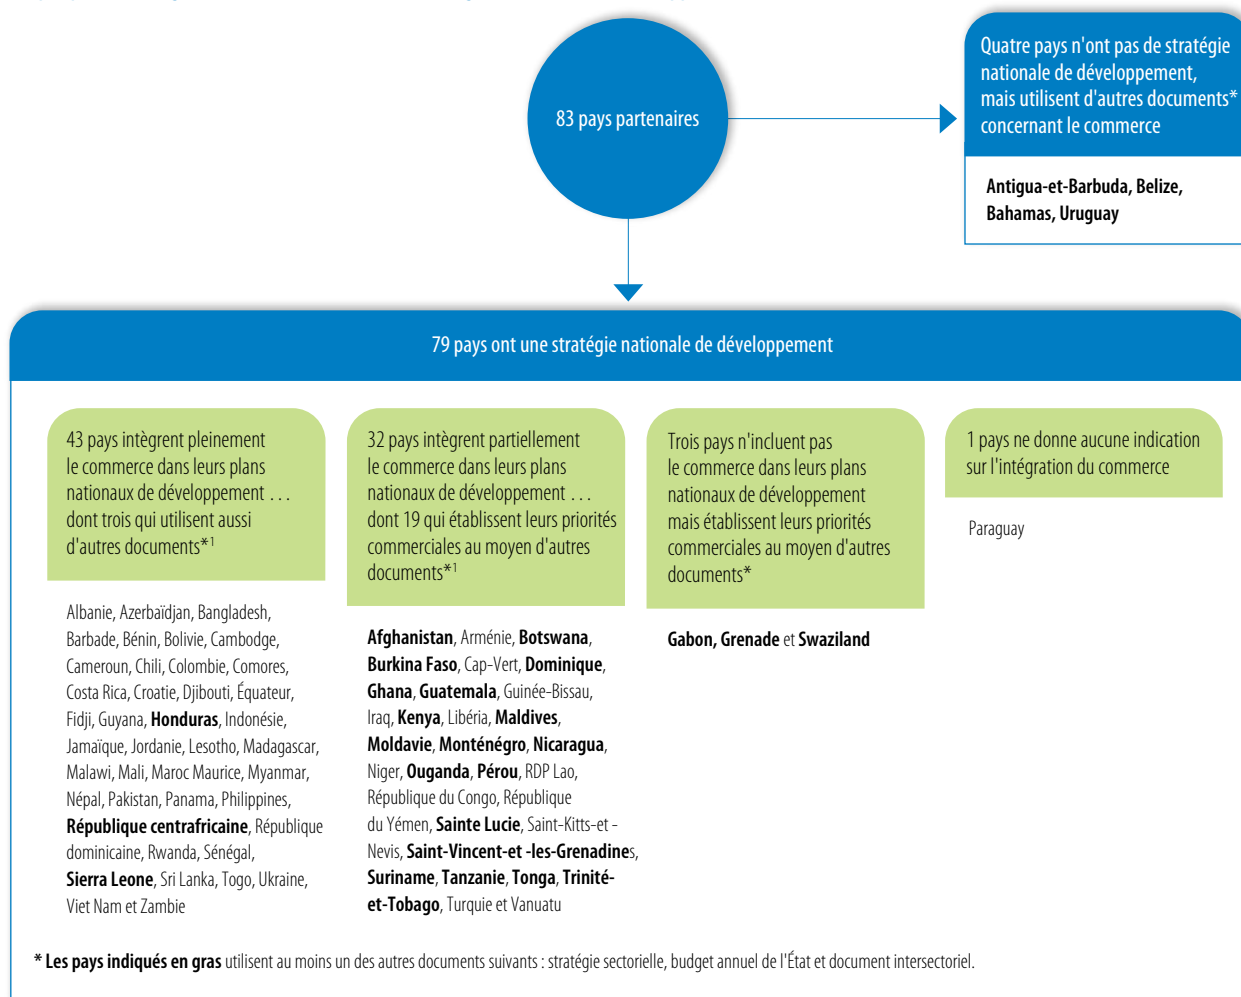 83 pays partenaires
Quatre pays n'ont pas de stratégie
nationale de développement,
mais utilisent d'autres documents*
concernant le commerce
Antigua-et-Barbuda, Belize,
Bahamas, Uruguay
79 pays ont une stratégie nationale de développement
43 pays intègrent pleinement
le commerce dans leurs plans
nationaux de développement …
dont trois qui utilisent aussi
d'autres documents*1
Albanie, Azerbaïdjan, Bangladesh,
Barbade, Bénin, Bolivie, Cambodge,
Cameroun, Chili, Colombie, Comores,
Costa Rica, Croatie, Djibouti, Équateur,
Fidji, Guyana, Honduras, Indonésie,
Jamaïque, Jordanie, Lesotho, Madagascar,
Malawi, Mali, Maroc Maurice, Myanmar,
Népal, Pakistan, Panama, Philippines,
République centrafricaine, République
dominicaine, Rwanda, Sénégal,
Sierra Leone, Sri Lanka, Togo, Ukraine,
Viet Nam et Zambie
32 pays intègrent partiellement
le commerce dans leurs plans
nationaux de développement …
dont 19 qui établissent leurs priorités
commerciales au moyen d'autres
documents*1
Afghanistan, Arménie, Botswana,
Burkina Faso, Cap-Vert, Dominique,
Ghana, Guatemala, Guinée-Bissau,
Iraq, Kenya, Libéria, Maldives,
Moldavie, Monténégro, Nicaragua,
Niger, Ouganda, Pérou, RDP Lao,
République du Congo, République
du Yémen, Sainte Lucie, Saint-Kitts-et -
Nevis, Saint-Vincent-et -les-Grenadines,
Suriname, Tanzanie, Tonga, Trinité-
et-Tobago, Turquie et Vanuatu
Trois pays n'incluent pas
le commerce dans leurs plans
nationaux de développement
mais établissent leurs priorités
commerciales au moyen d'autres
documents*
Gabon, Grenade et Swaziland
1 pays ne donne aucune indication
sur l'intégration du commerce
Paraguay
* Les pays indiqués en gras utilisent au moins un des autres documents suivants : stratégie sectorielle, budget annuel de l'État et document intersectoriel.